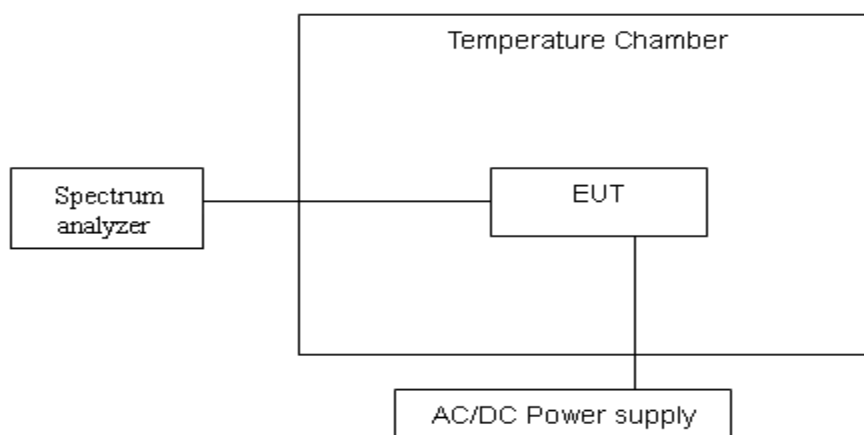 Temperature Chamber
Spectrum
analyzer
EUT
AC/DC Power supply